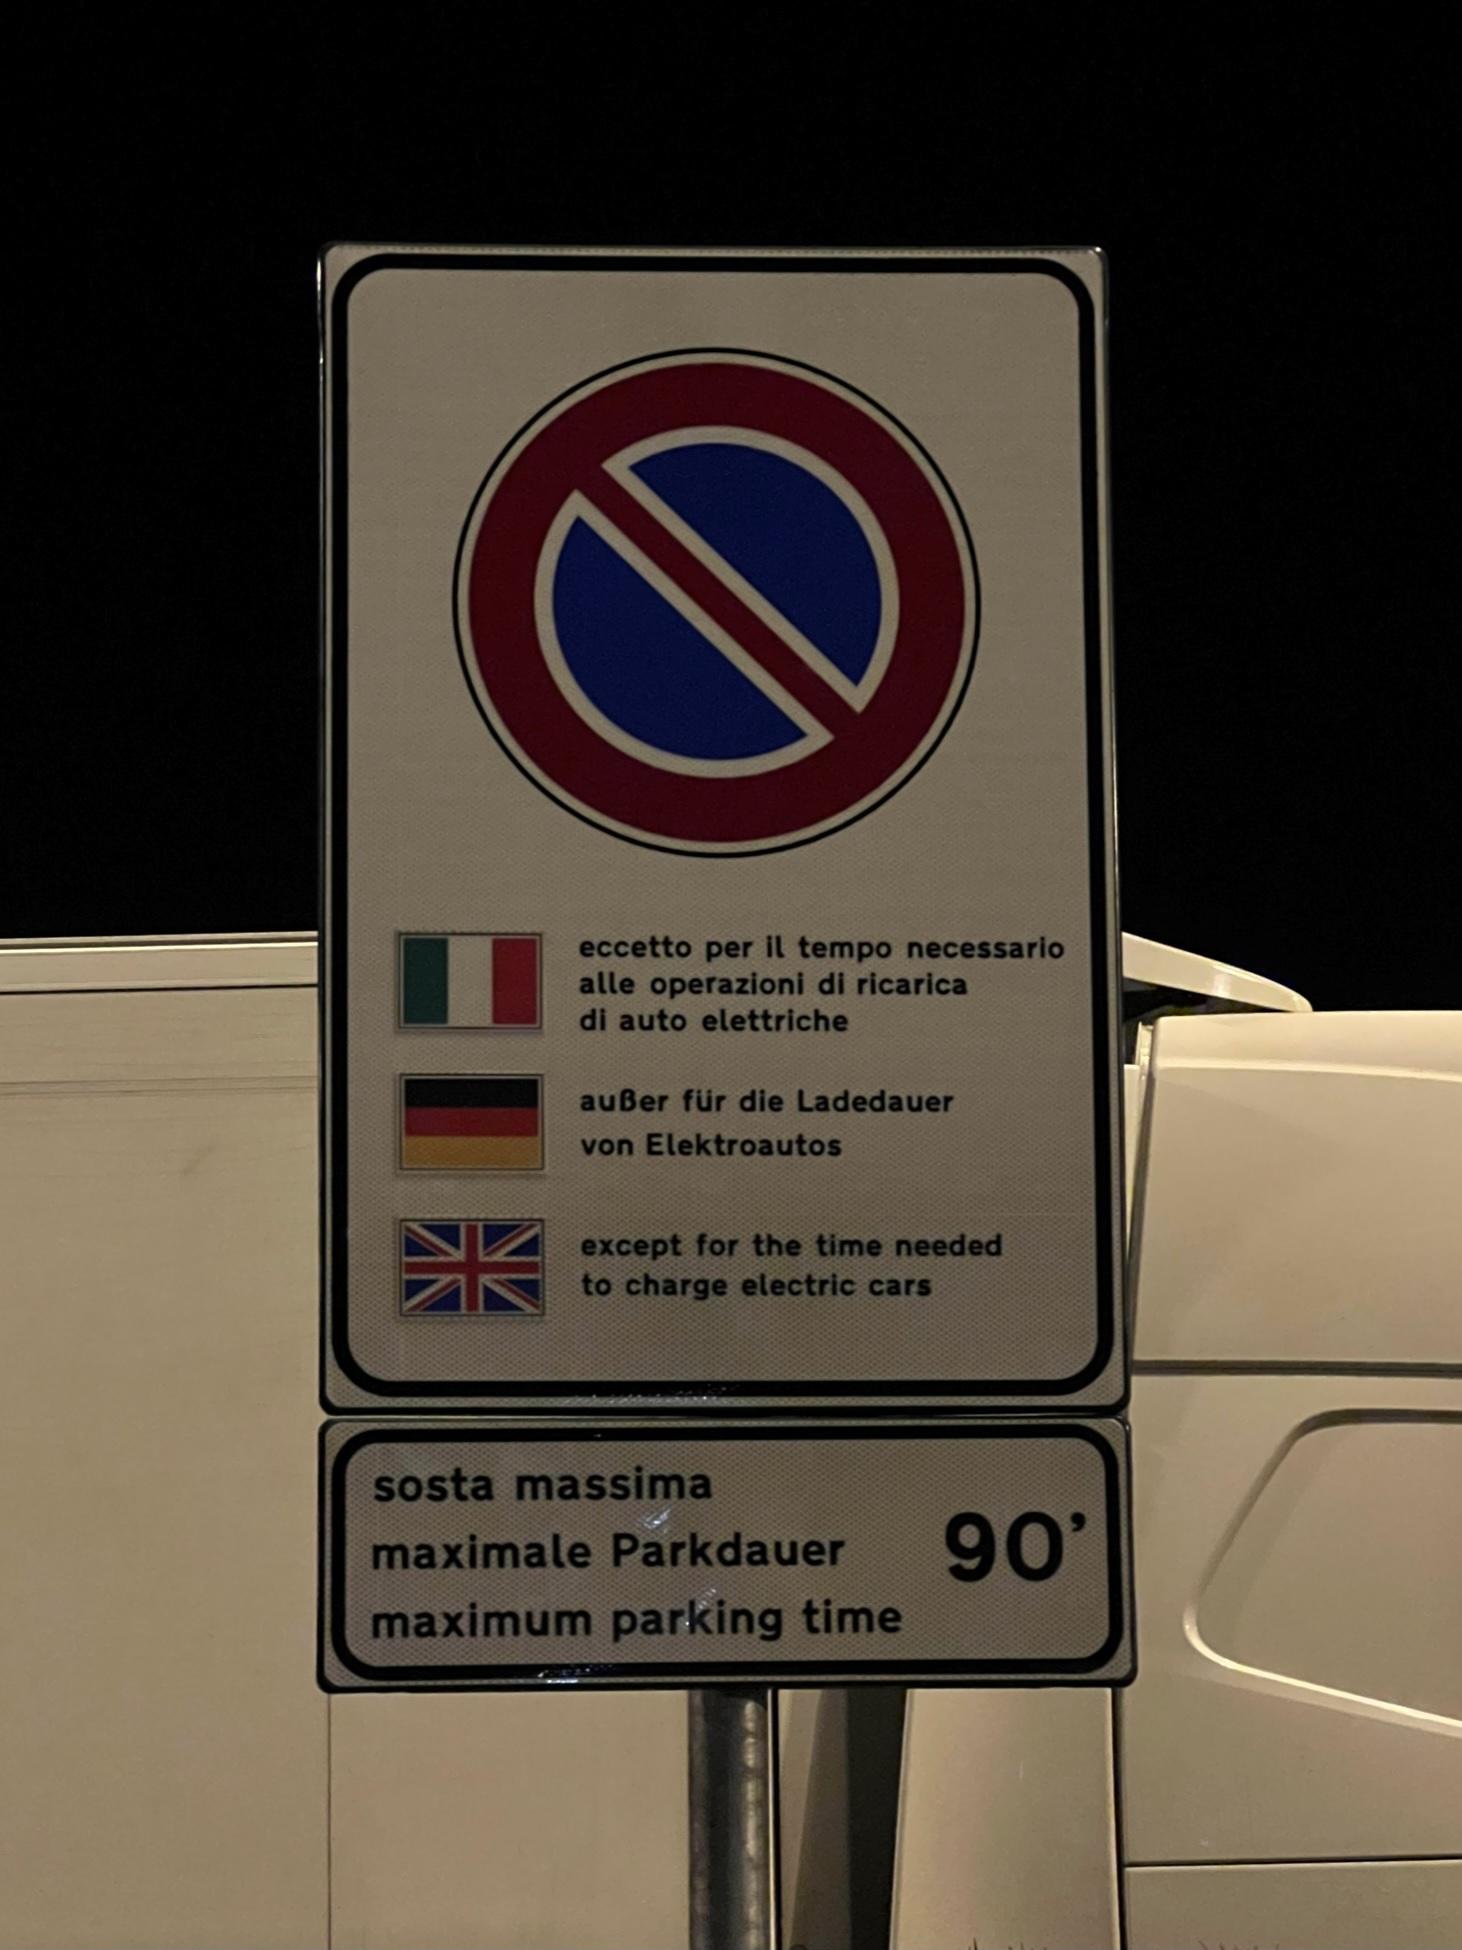 eccetto per il tempo necessario
alle operazioni di ricarica
di auto elettriche
außer für die Ladedauer
von Elektroautos
except for the time needed
to charge electric cars
sosta massima
maximale Parkdauer
maximum parking time
90’